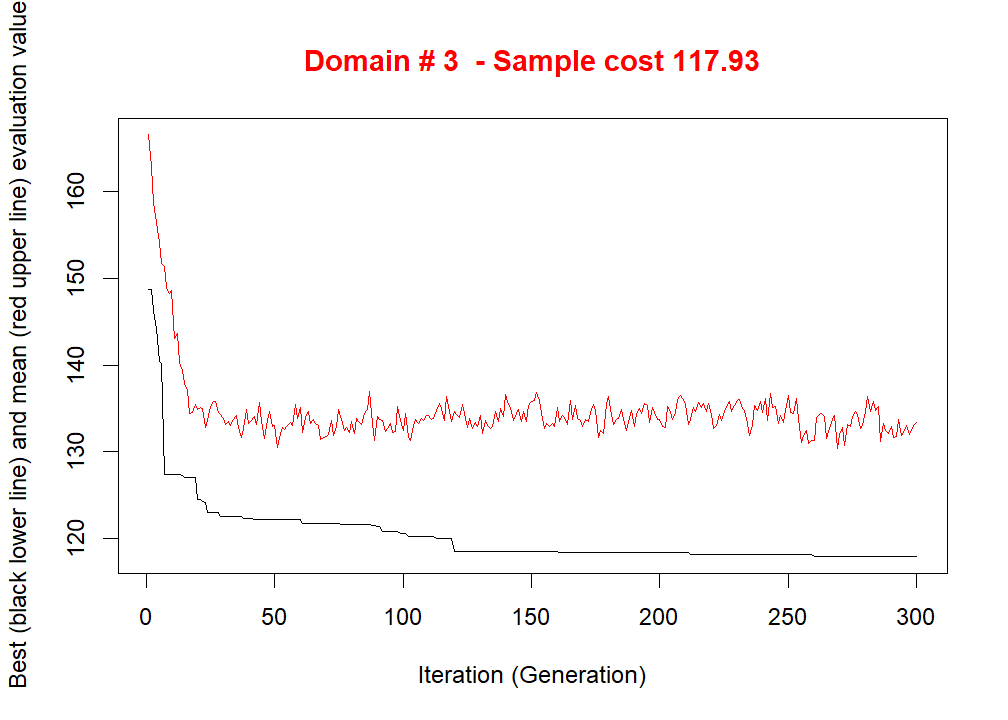 Domain # 3  - Sample cost 117.93
Best (black lower line) and mean (red upper line) evaluation value
160
150
140
130
120
0 50 100 150 200 250 300
Iteration (Generation)